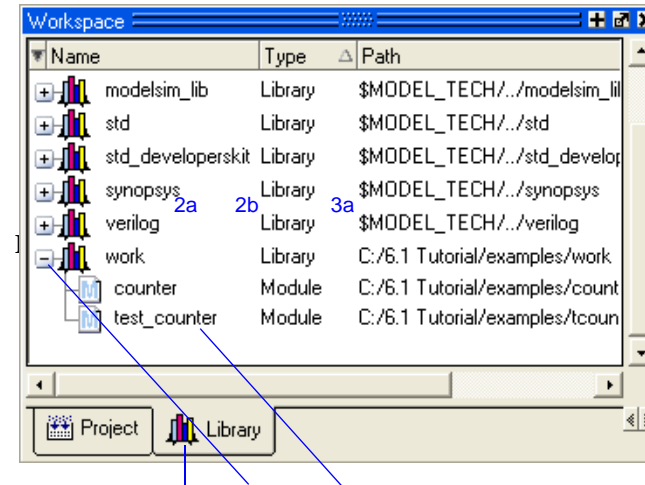 Workspace
Name Type Path
modelsim_lib Library $MODEL_TECH/../modelsim_lil
std Library $MODEL_TECH/../std
std_developerskit Library $MODEL_TECH/../std_develop
synopsys Library $MODEL_TECH/../synopsys
2a 2b 3a
verilog Library $MODEL_TECH/../verilog
work Library C:/6.1 Tutorial/examples/work
counter Module C:/6.1 Tutorial/examples/count
test_counter Module C:/6.1 Tutorial/examples/tcoun
Project Library